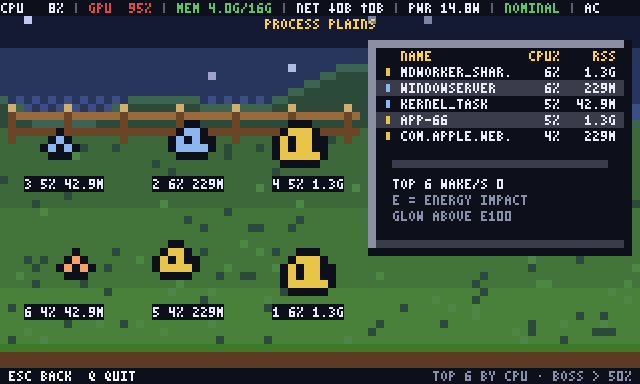 CPU 8% | GPU 95% | MEM 4.0G/16G | NET ↓0B ↑0B | PWR 14.8W | NOMINAL | AC
PROCESS PLAINS
NAME CPU% RSS
MDWORKER_SHAR. 6% 1.3G
WINDOWSERVER 6% 229M
KERNEL_TASK 5% 42.9M
APP-66 5% 1.3G
COM.APPLE.WEB. 4% 229M
TOP 6 WAKE/S 0
E = ENERGY IMPACT
GLOW ABOVE E100
3 5% 42.9M
2 6% 229M
4 5% 1.3G
6 4% 42.9M
5 4% 229M
1 6% 1.3G
ESC BACK Q QUIT
TOP 6 BY CPU · BOSS > 50%